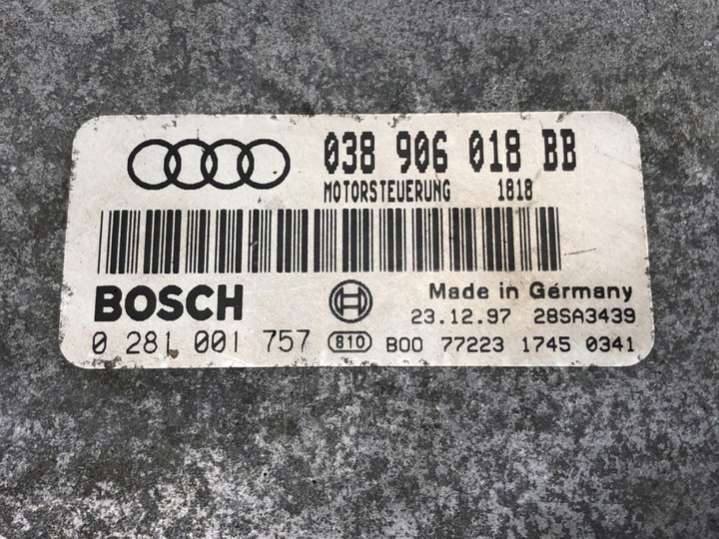 038 906 018 BB
MOTORSTEUERUNG 1818
BOSCH
Made in Germany
23.12.97 28SA3439
0 281 001 757 810 B00 77223 1745 0341